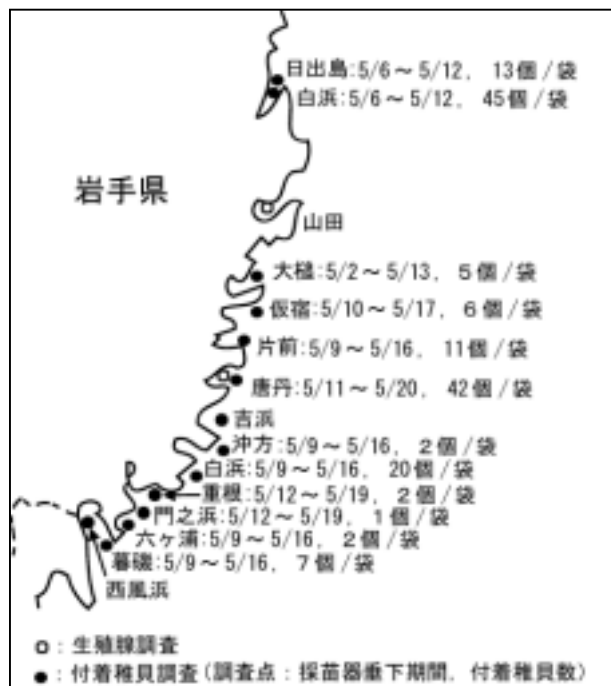 日出島:5/6～5/12, 13個/袋
白浜:5/6～5/12, 45個/袋
岩手県
山田
大槌:5/2～5/13, 5個/袋
仮宿:5/10～5/17, 6個/袋
片前:5/9～5/16, 11個/袋
唐丹:5/11～5/20, 42個/袋
吉浜
沖方:5/9～5/16, 2個/袋
白浜:5/9～5/16, 20個/袋
重根:5/12～5/19, 2個/袋
門之浜:5/12～5/19, 1個/袋
六ヶ浦:5/9～5/16, 2個/袋
暮磯:5/9～5/16, 7個/袋
西風浜
○:生殖腺調査
●:付着稚貝調査(調査点:採苗器垂下期間, 付着稚貝数)